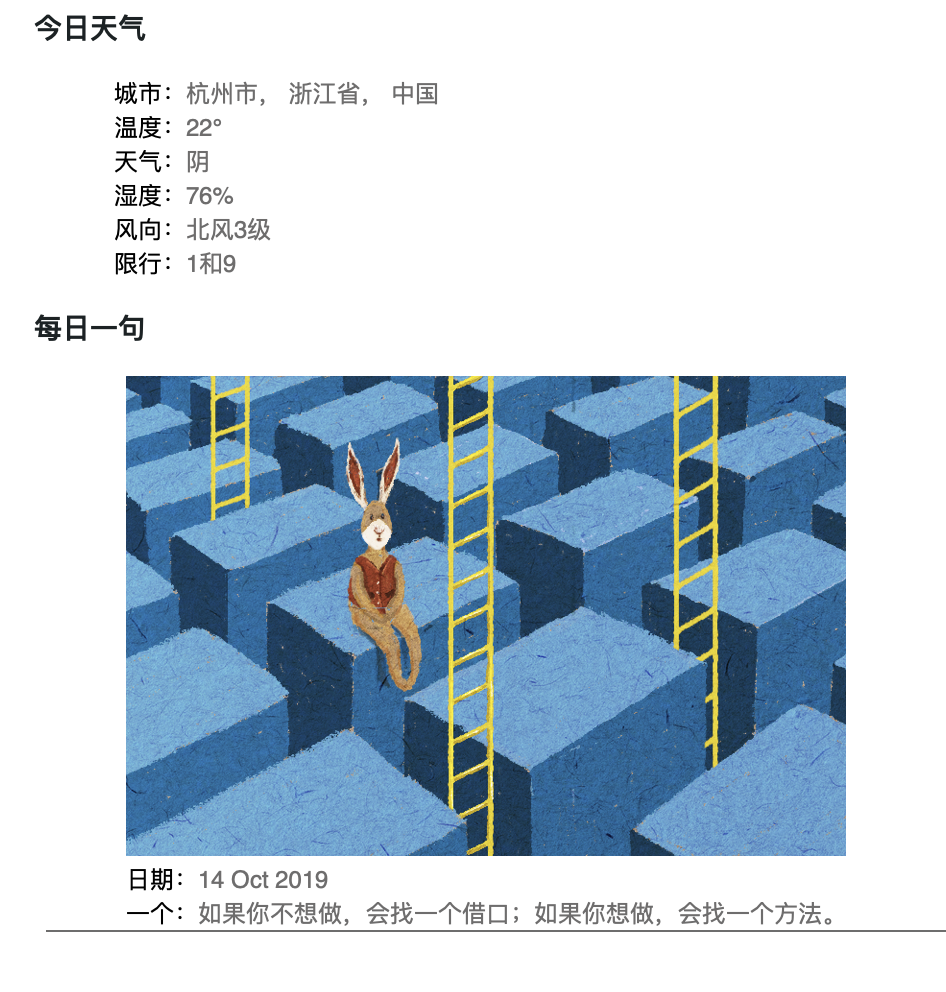 今日天气
城市：杭州市， 浙江省， 中国
温度：22°
天气：阴
湿度：76%
风向：北风3级
限行：1和9
每日一句
日期：14 Oct 2019
一个：如果你不想做，会找一个借口；如果你想做，会找一个方法。